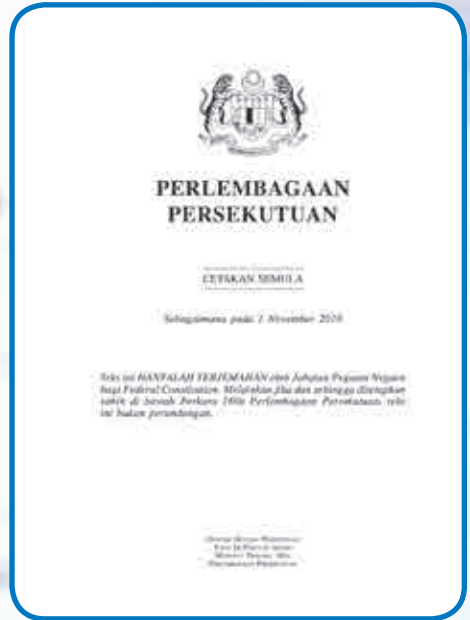 PERLEMBAGAAN
PERSEKUTUAN
CETAKAN SEMULA
Sebagaimana pada 1 November 2010
Teks ini HANYALAH TERJEMAHAN oleh Jabatan Peguam Negara
bagi Federal Constitution. Melainkan jika dan sehingga ditetapkan
sahih di bawah Perkara 160B Perlembagaan Persekutuan, teks
ini bukan perundangan.